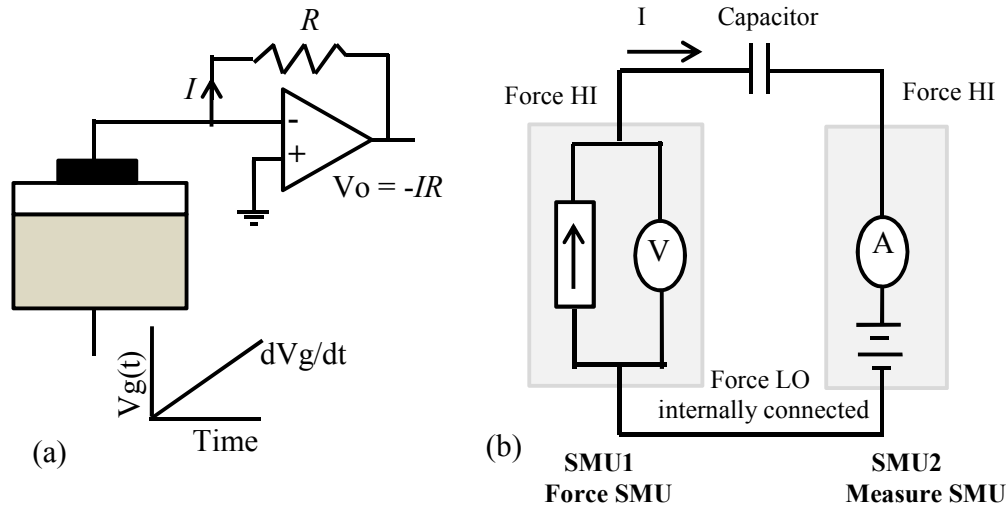 R
I
-
+
Vo = -IR
Vg(t)
dVg/dt
Time
(a)
I
Capacitor
Force HI
Force HI
V
A
Force LO
internally connected
(b)
SMU1
Force SMU
SMU2
Measure SMU